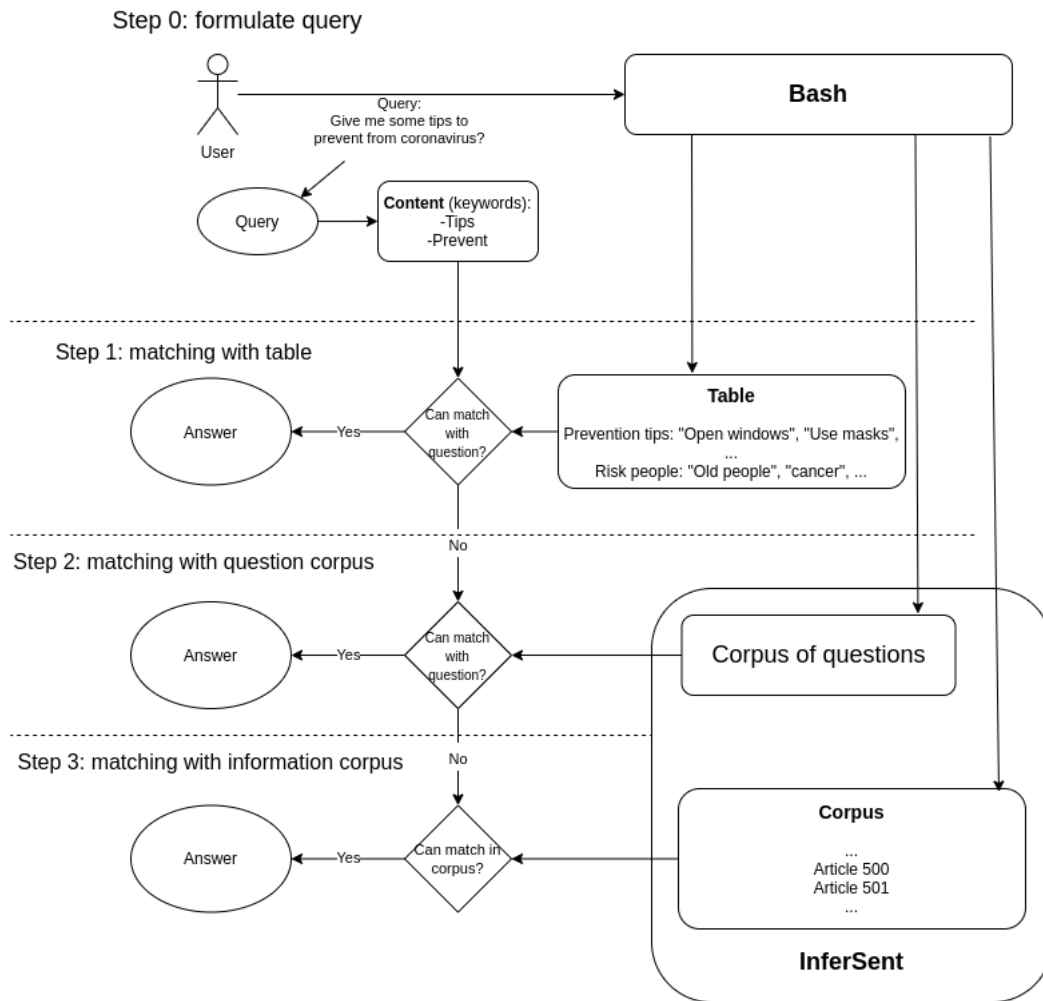 Step 0: formulate query
Bash
Query:
Give me some tips to
prevent from coronavirus?
User
Query
Content (keywords):
-Tips
-Prevent
Step 1: matching with table
Answer
Yes
Can match
with
question?
Table
Prevention tips: "Open windows", "Use masks",
...
Risk people: "Old people", "cancer", ...
No
Step 2: matching with question corpus
Answer
Yes
Can match
with
question?
Corpus of questions
No
Step 3: matching with information corpus
Answer
Yes
Can match in
corpus?
Corpus
...
Article 500
Article 501
...
InferSent